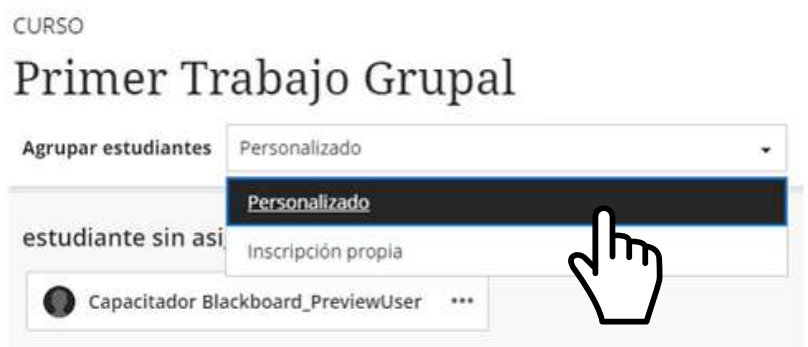 CURSO
Primer Trabajo Grupal
Agrupar estudiantes Personalizado
Personalizado
estudiante sin asi
Inscripción propia
Capacitador Blackboard_PreviewUser ...